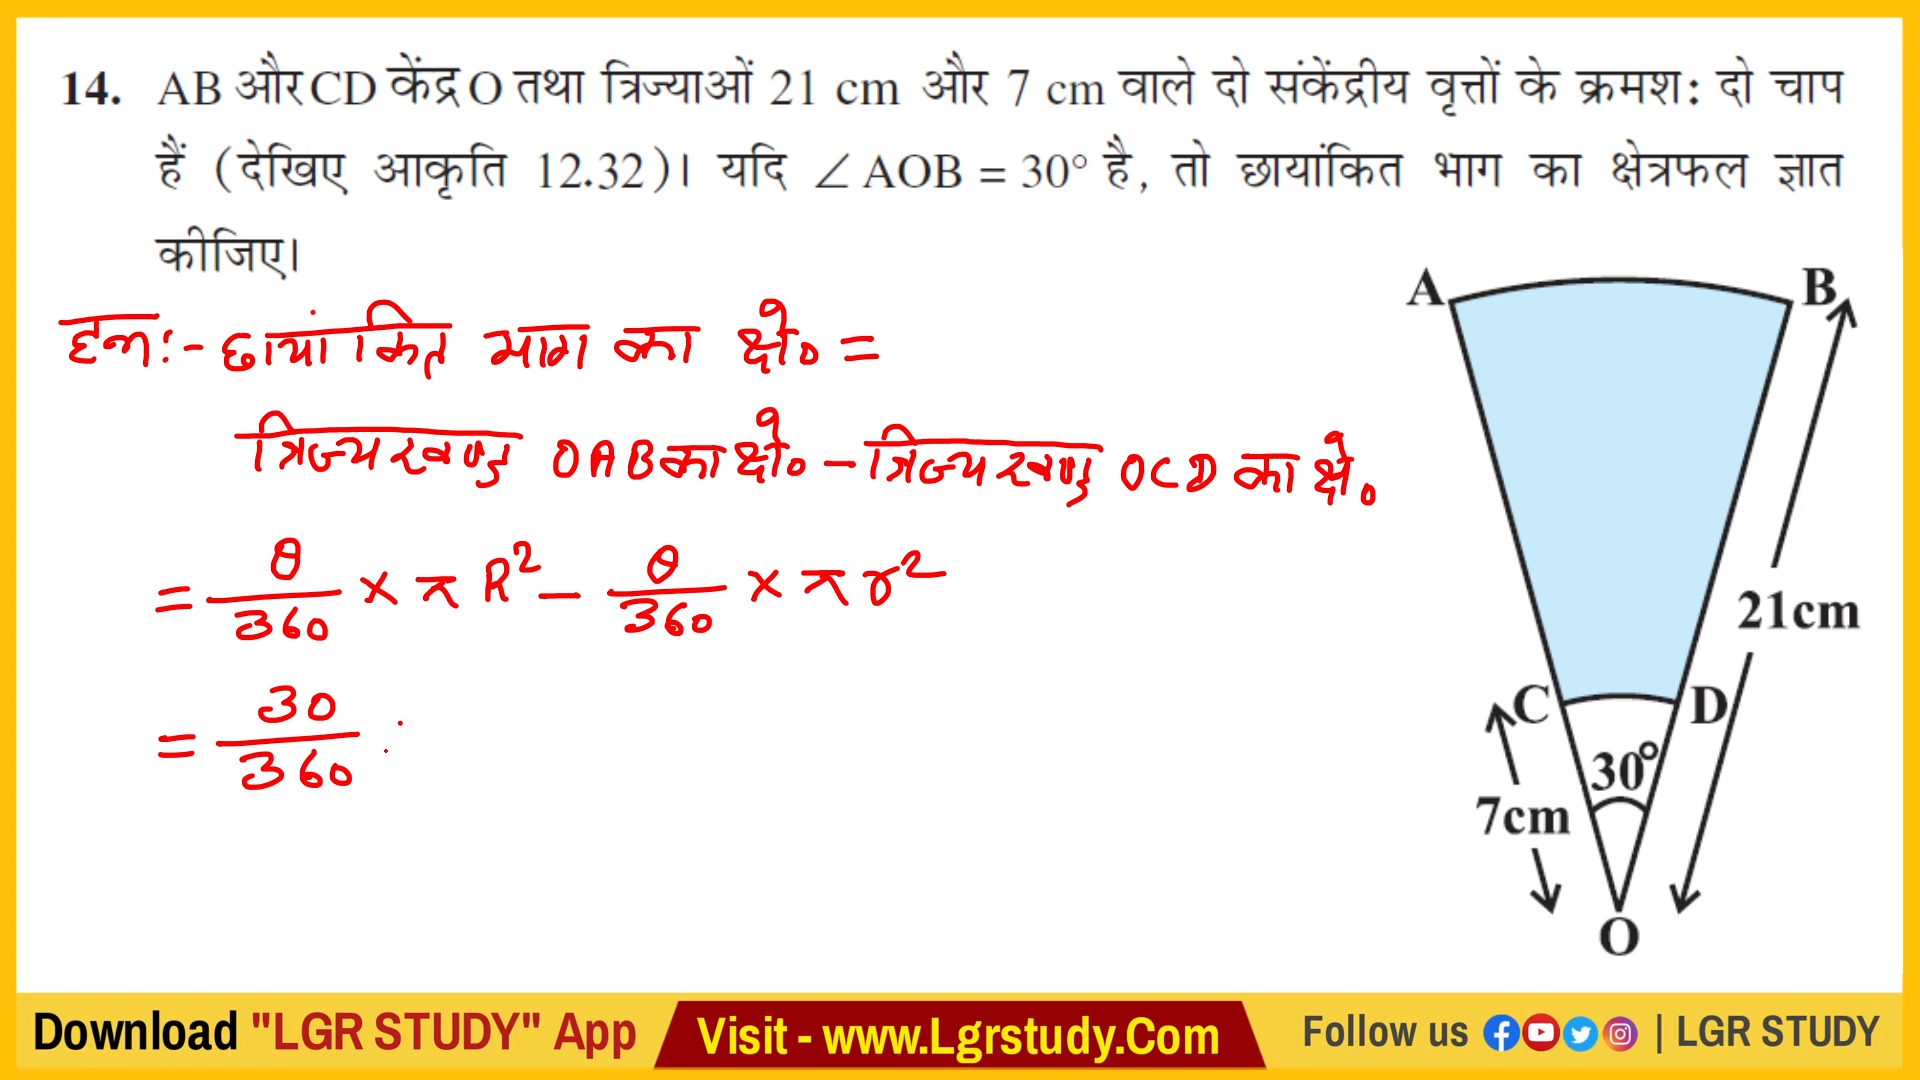 14. AB और CD केंद्र O तथा त्रिज्याओं 21 cm और 7 cm वाले दो संकेंद्रीय वृत्तों के क्रमश: दो चाप
हैं (देखिए आकृति 12.32)। यदि ∠AOB = 30° है, तो छायांकित भाग का क्षेत्रफल ज्ञात
कीजिए।
हल:- छायांकित भाग का क्षे० =
त्रिज्यखण्ड OAB का क्षे० – त्रिज्यखण्ड OCD का क्षे०
= θ/360 × π R² – θ/360 × π r²
= 30/360
A B
21cm
C D
30°
7cm
O
Download "LGR STUDY" App
Visit - www.Lgrstudy.Com
Follow us | LGR STUDY